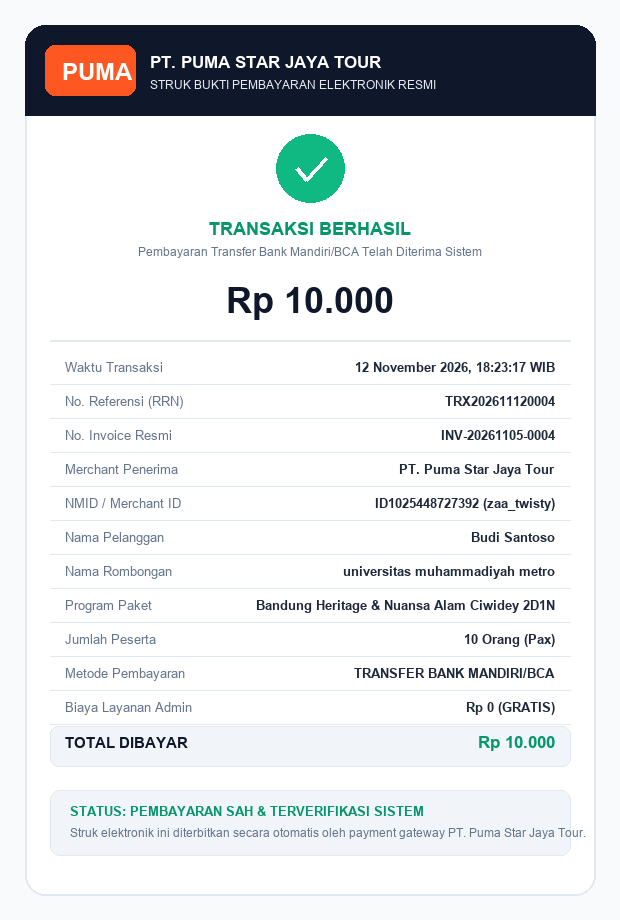 PUMA
PT. PUMA STAR JAYA TOUR
STRUK BUKTI PEMBAYARAN ELEKTRONIK RESMI
TRANSAKSI BERHASIL
Pembayaran Transfer Bank Mandiri/BCA Telah Diterima Sistem
Rp 10.000
Waktu Transaksi 12 November 2026, 18:23:17 WIB
No. Referensi (RRN) TRX202611120004
No. Invoice Resmi INV-20261105-0004
Merchant Penerima PT. Puma Star Jaya Tour
NMID / Merchant ID ID1025448727392 (zaa_twisty)
Nama Pelanggan Budi Santoso
Nama Rombongan universitas muhammadiyah metro
Program Paket Bandung Heritage & Nuansa Alam Ciwidey 2D1N
Jumlah Peserta 10 Orang (Pax)
Metode Pembayaran TRANSFER BANK MANDIRI/BCA
Biaya Layanan Admin Rp 0 (GRATIS)
TOTAL DIBAYAR Rp 10.000
STATUS: PEMBAYARAN SAH & TERVERIFIKASI SISTEM
Struk elektronik ini diterbitkan secara otomatis oleh payment gateway PT. Puma Star Jaya Tour.